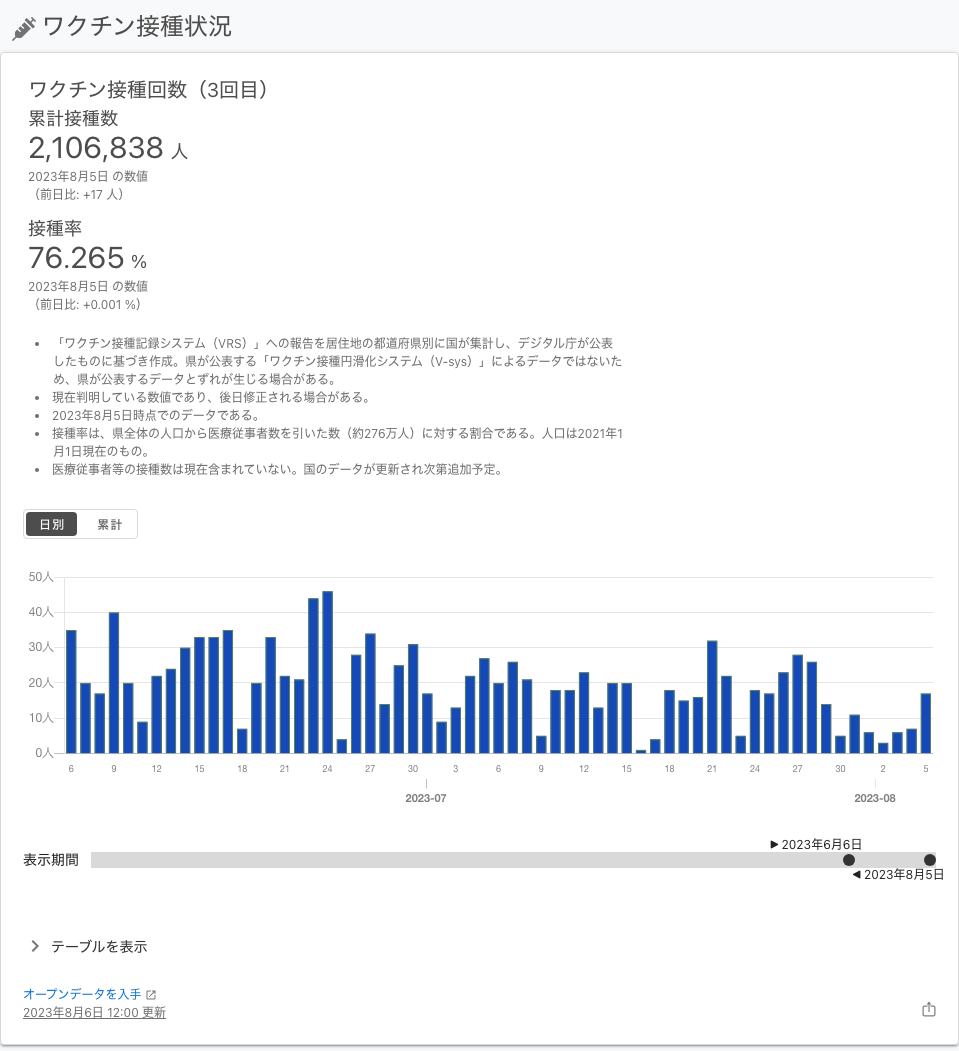 ワクチン接種状況
ワクチン接種回数（3回目）
累計接種数
2,106,838 人
2023年8月5日 の数値
（前日比: +17 人）
接種率
76.265 %
2023年8月5日 の数値
（前日比: +0.001 %）
• 「ワクチン接種記録システム（VRS）」への報告を居住地の都道府県別に国が集計し、デジタル庁が公表
したものに基づき作成。県が公表する「ワクチン接種円滑化システム（V-sys）」によるデータではないた
め、県が公表するデータとずれが生じる場合がある。
• 現在判明している数値であり、後日修正される場合がある。
• 2023年8月5日時点でのデータである。
• 接種率は、県全体の人口から医療従事者数を引いた数（約276万人）に対する割合である。人口は2021年1
月1日現在のもの。
• 医療従事者等の接種数は現在含まれていない。国のデータが更新され次第追加予定。
日別 累計
50人
40人
30人
20人
10人
0人
6 9 12 15 18 21 24 27 30 3 6 9 12 15 18 21 24 27 30 2 5
2023-07 2023-08
▶ 2023年6月6日
表示期間
◀ 2023年8月5日
テーブルを表示
オープンデータを入手
2023年8月6日 12:00 更新